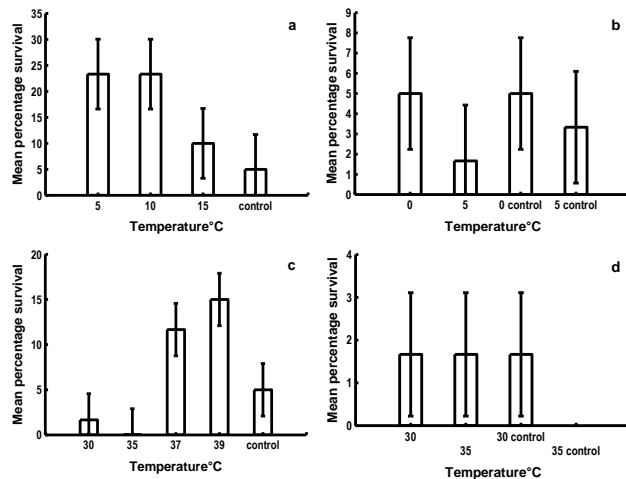 a
Mean percentage survival
35
30
25
20
15
10
5
0
5 10 15 control
Temperature°C
b
Mean percentage survival
9
8
7
6
5
4
3
2
1
0
0 5 0 control 5 control
Temperature°C
c
Mean percentage survival
20
15
10
5
0
30 35 37 39 control
Temperature°C
d
Mean percentage survival
4
3
2
1
0
30 35 30 control 35 control
Temperature°C